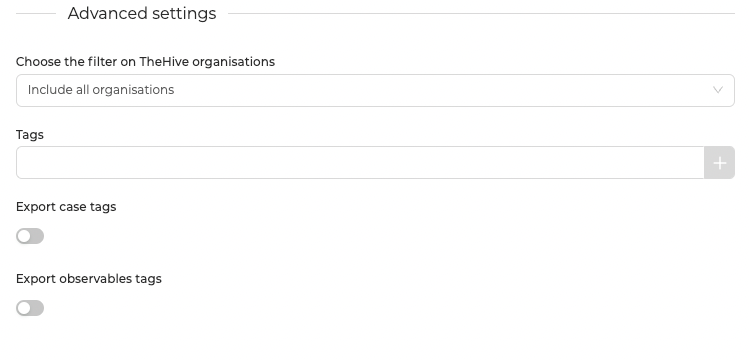 Advanced settings
Choose the filter on TheHive organisations
Include all organisations
Tags
Export case tags
Export observables tags